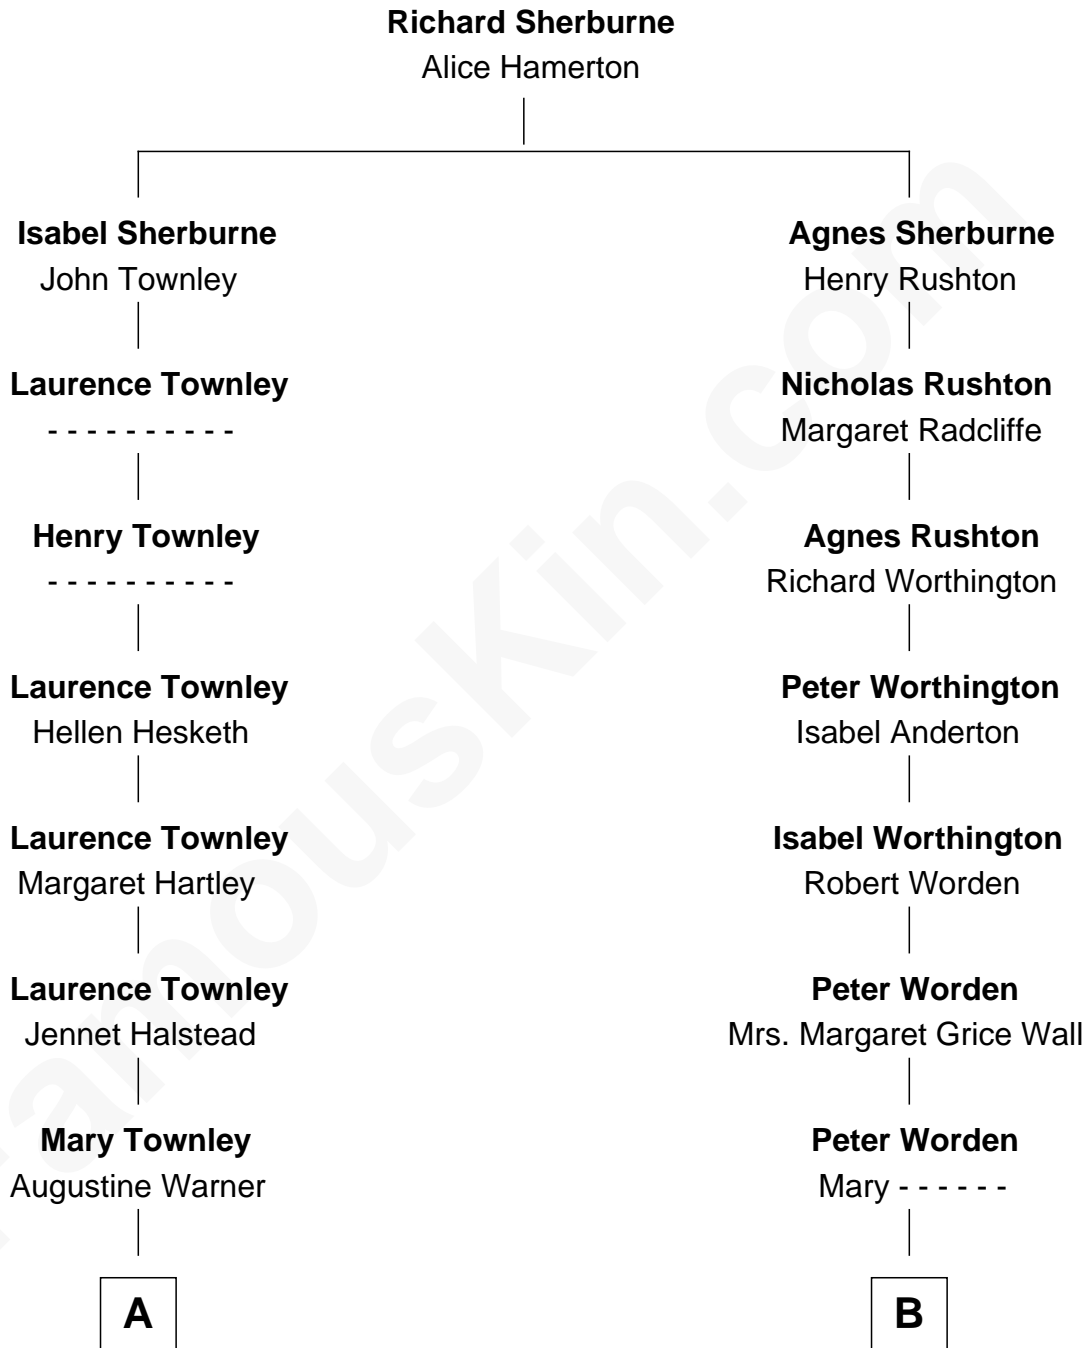 Richard Sherburne
Alice Hamerton
Isabel Sherburne
John Townley
Agnes Sherburne
Henry Rushton
Laurence Townley
- - - - - - - - - -
Nicholas Rushton
Margaret Radcliffe
Henry Townley
- - - - - - - - - -
Agnes Rushton
Richard Worthington
Laurence Townley
Hellen Hesketh
Peter Worthington
Isabel Anderton
Laurence Townley
Margaret Hartley
Isabel Worthington
Robert Worden
Laurence Townley
Jennet Halstead
Peter Worden
Mrs. Margaret Grice Wall
Mary Townley
Augustine Warner
Peter Worden
Mary - - - - - -
A
B
FamousKin.com